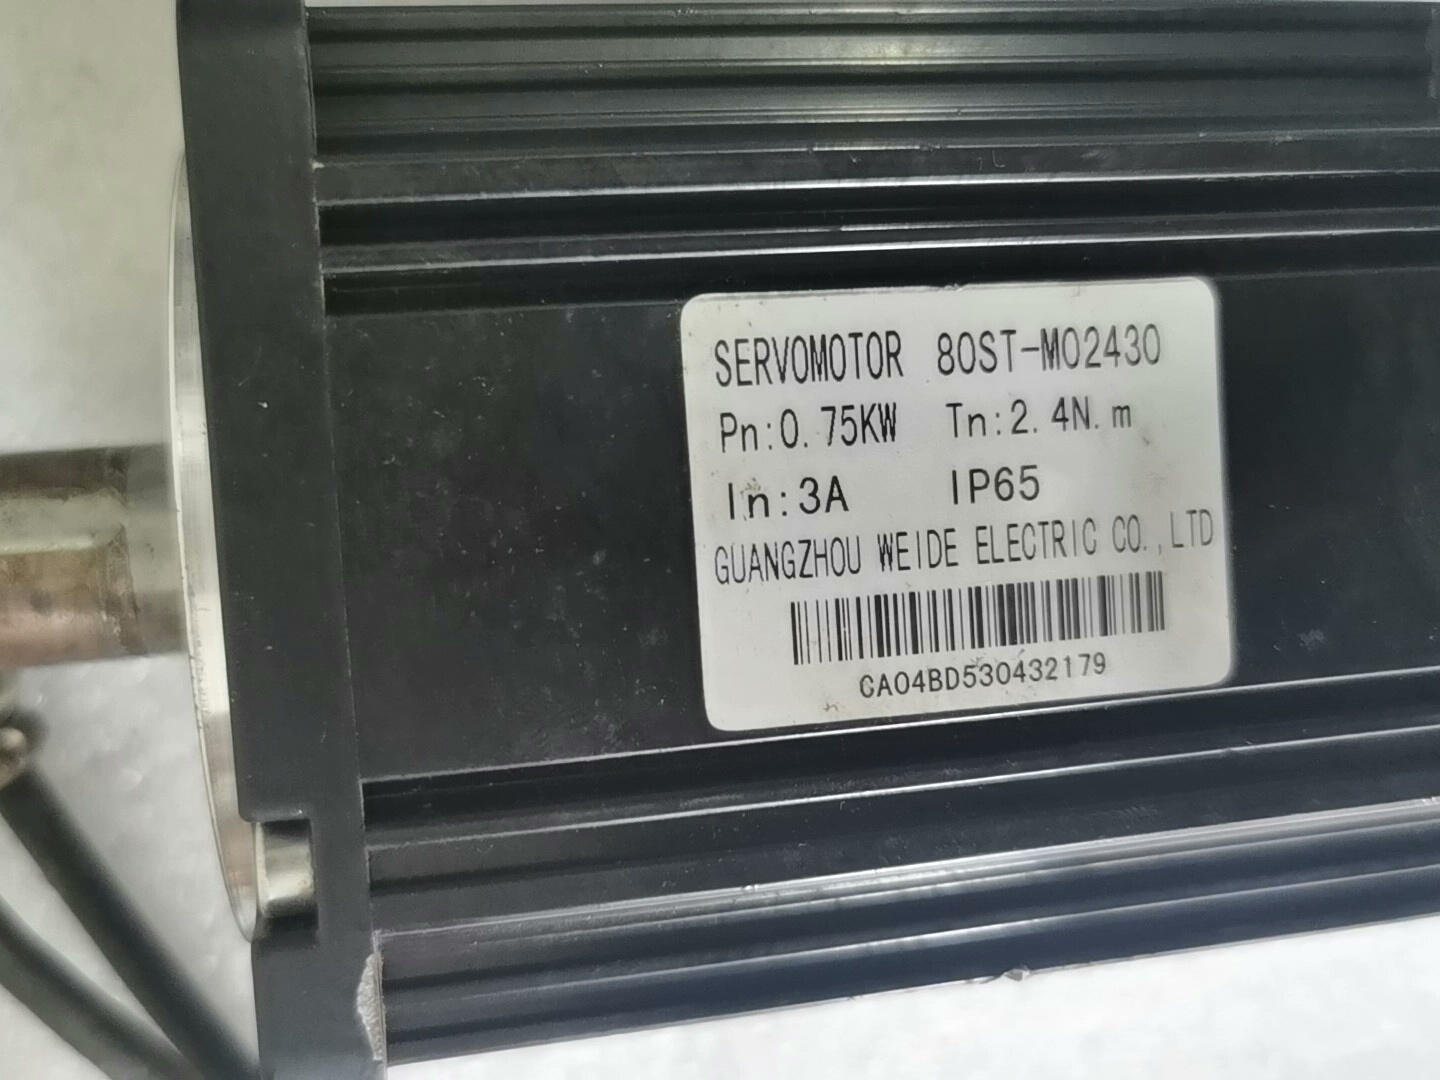 SERVOMOTOR 80ST-M02430
Pn:0.75KW Tn:2.4N.m
In:3A IP65
GUANGZHOU WEIDE ELECTRIC CO.,LTD
CA04BD530432179